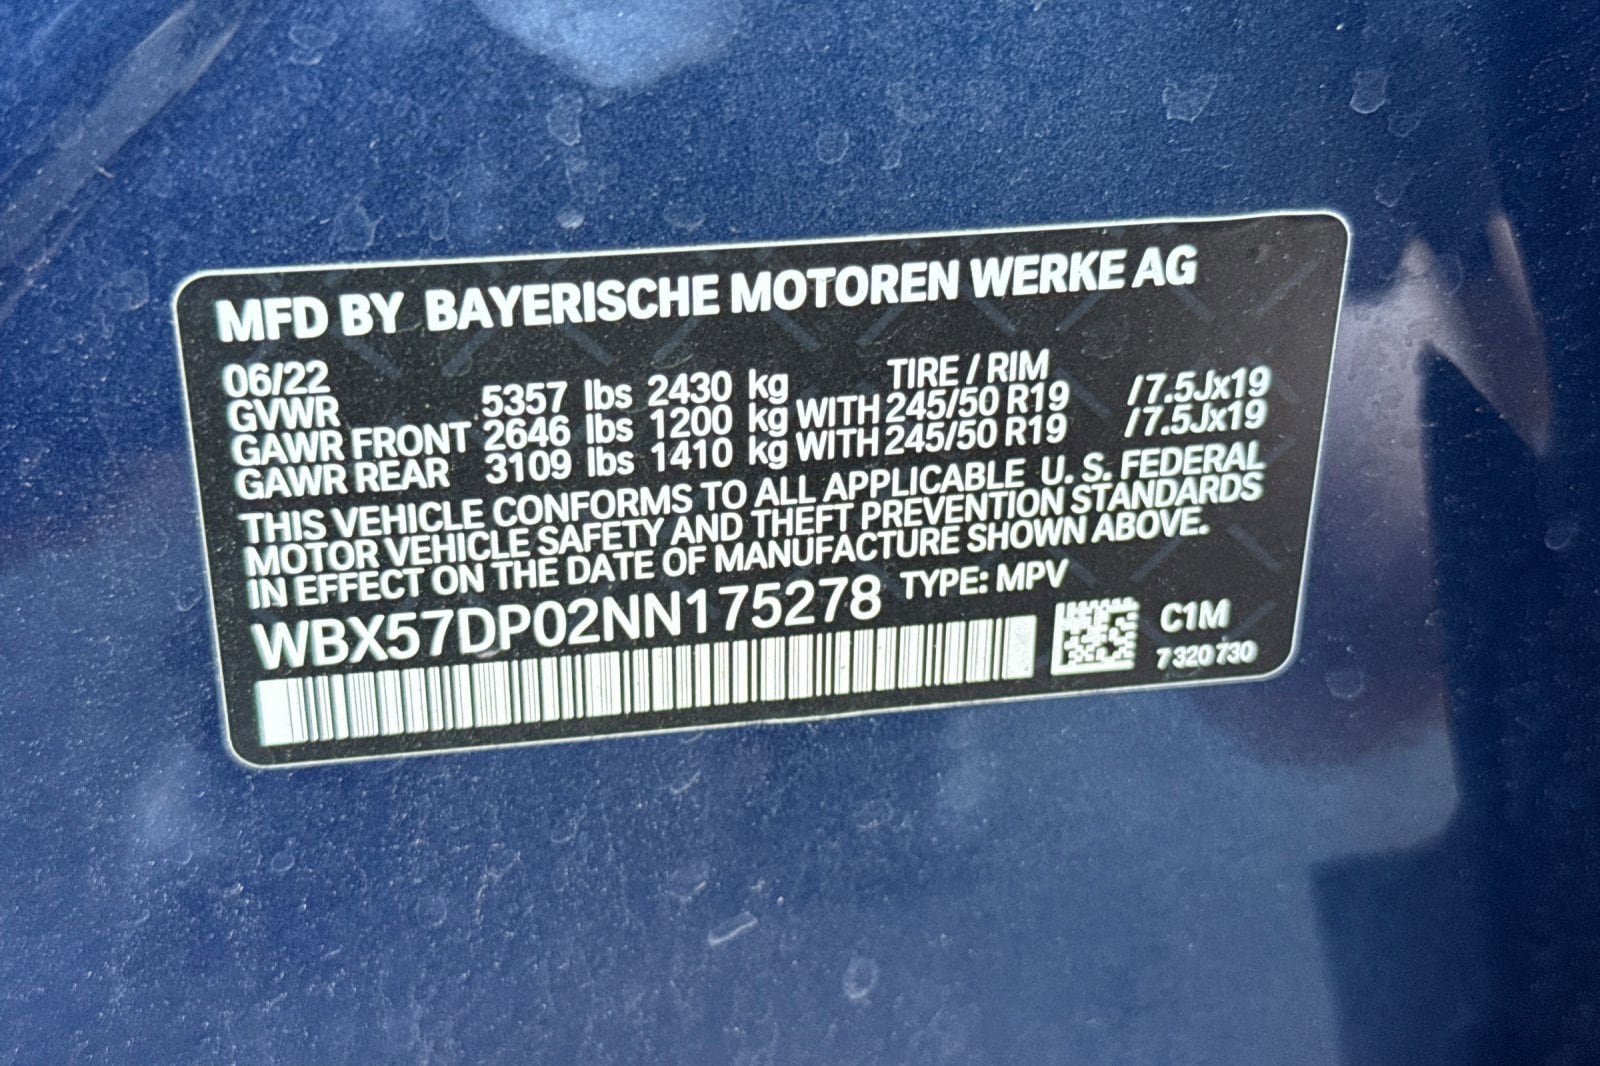 MFD BY BAYERISCHE MOTOREN WERKE AG
06/22 TIRE / RIM
GVWR 5357 lbs 2430 kg
GAWR FRONT 2646 lbs 1200 kg WITH 245/50 R19 /7.5Jx19
GAWR REAR 3109 lbs 1410 kg WITH 245/50 R19 /7.5Jx19
THIS VEHICLE CONFORMS TO ALL APPLICABLE U. S. FEDERAL
MOTOR VEHICLE SAFETY AND THEFT PREVENTION STANDARDS
IN EFFECT ON THE DATE OF MANUFACTURE SHOWN ABOVE.
WBX57DP02NN175278 TYPE: MPV
C1M
7 320 730